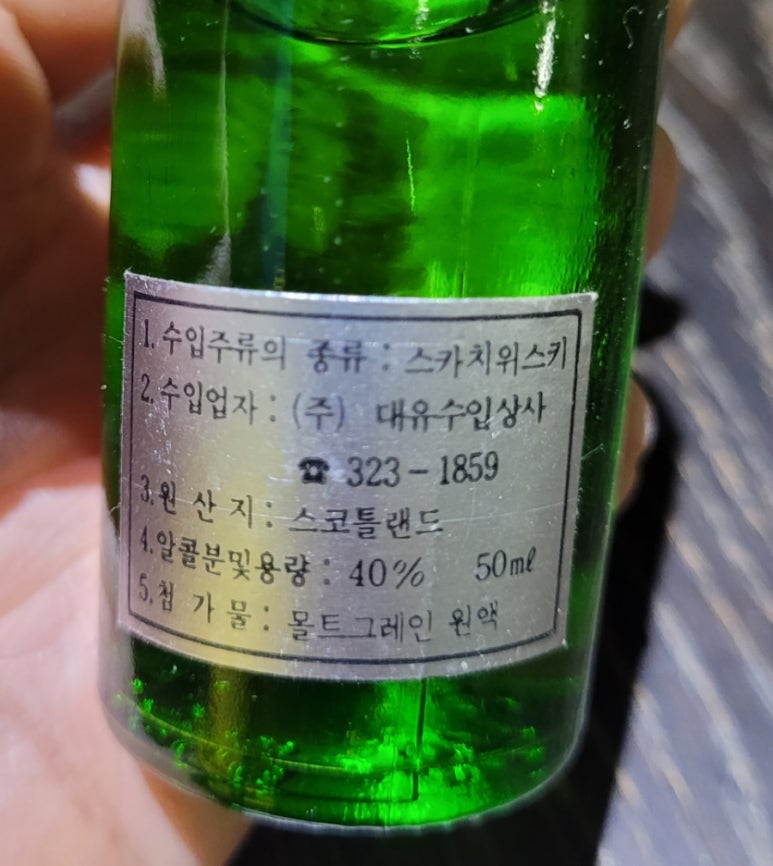 1. 수입주류의 종류 : 스카치위스키
2. 수입업자 : (주) 대유수입상사
☎ 323-1859
3. 원 산 지 : 스코틀랜드
4. 알콜분및용량 : 40% 50㎖
5. 첨 가 물 : 몰트그레인 원액